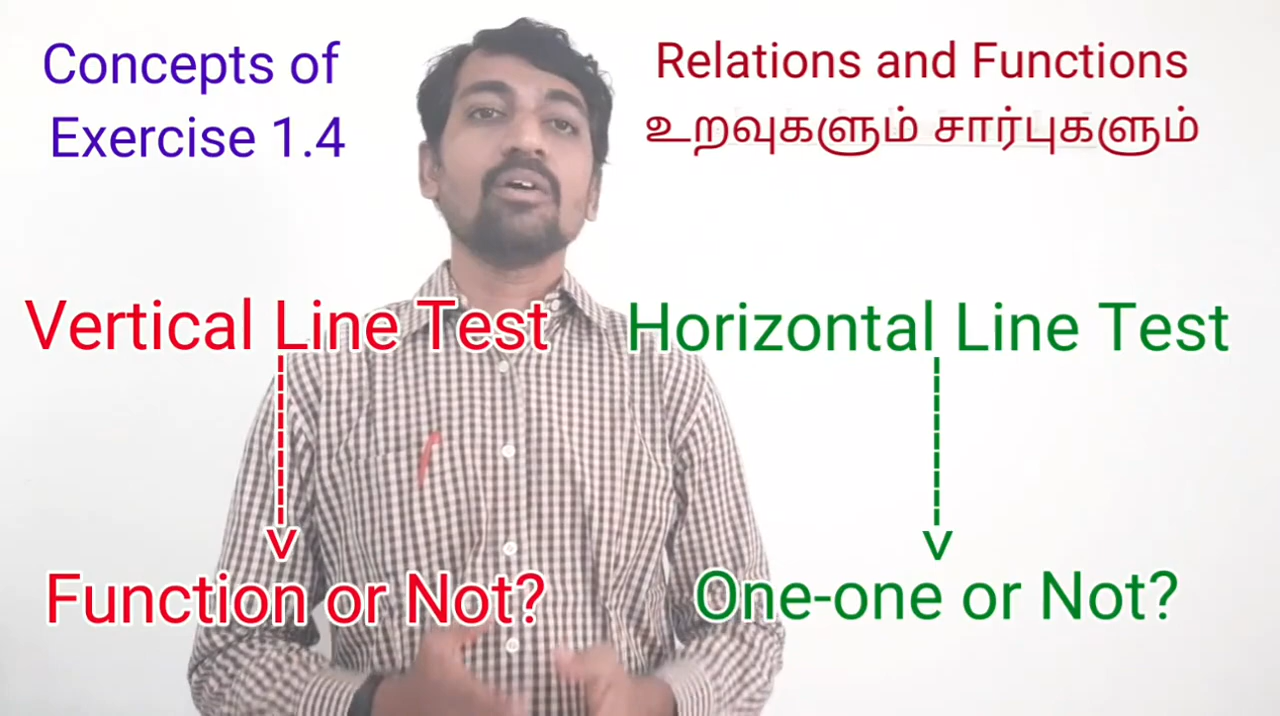 Concepts of
Exercise 1.4
Relations and Functions
உறவுகளும் சார்புகளும்
Vertical Line Test
Horizontal Line Test
Function or Not?
One-one or Not?